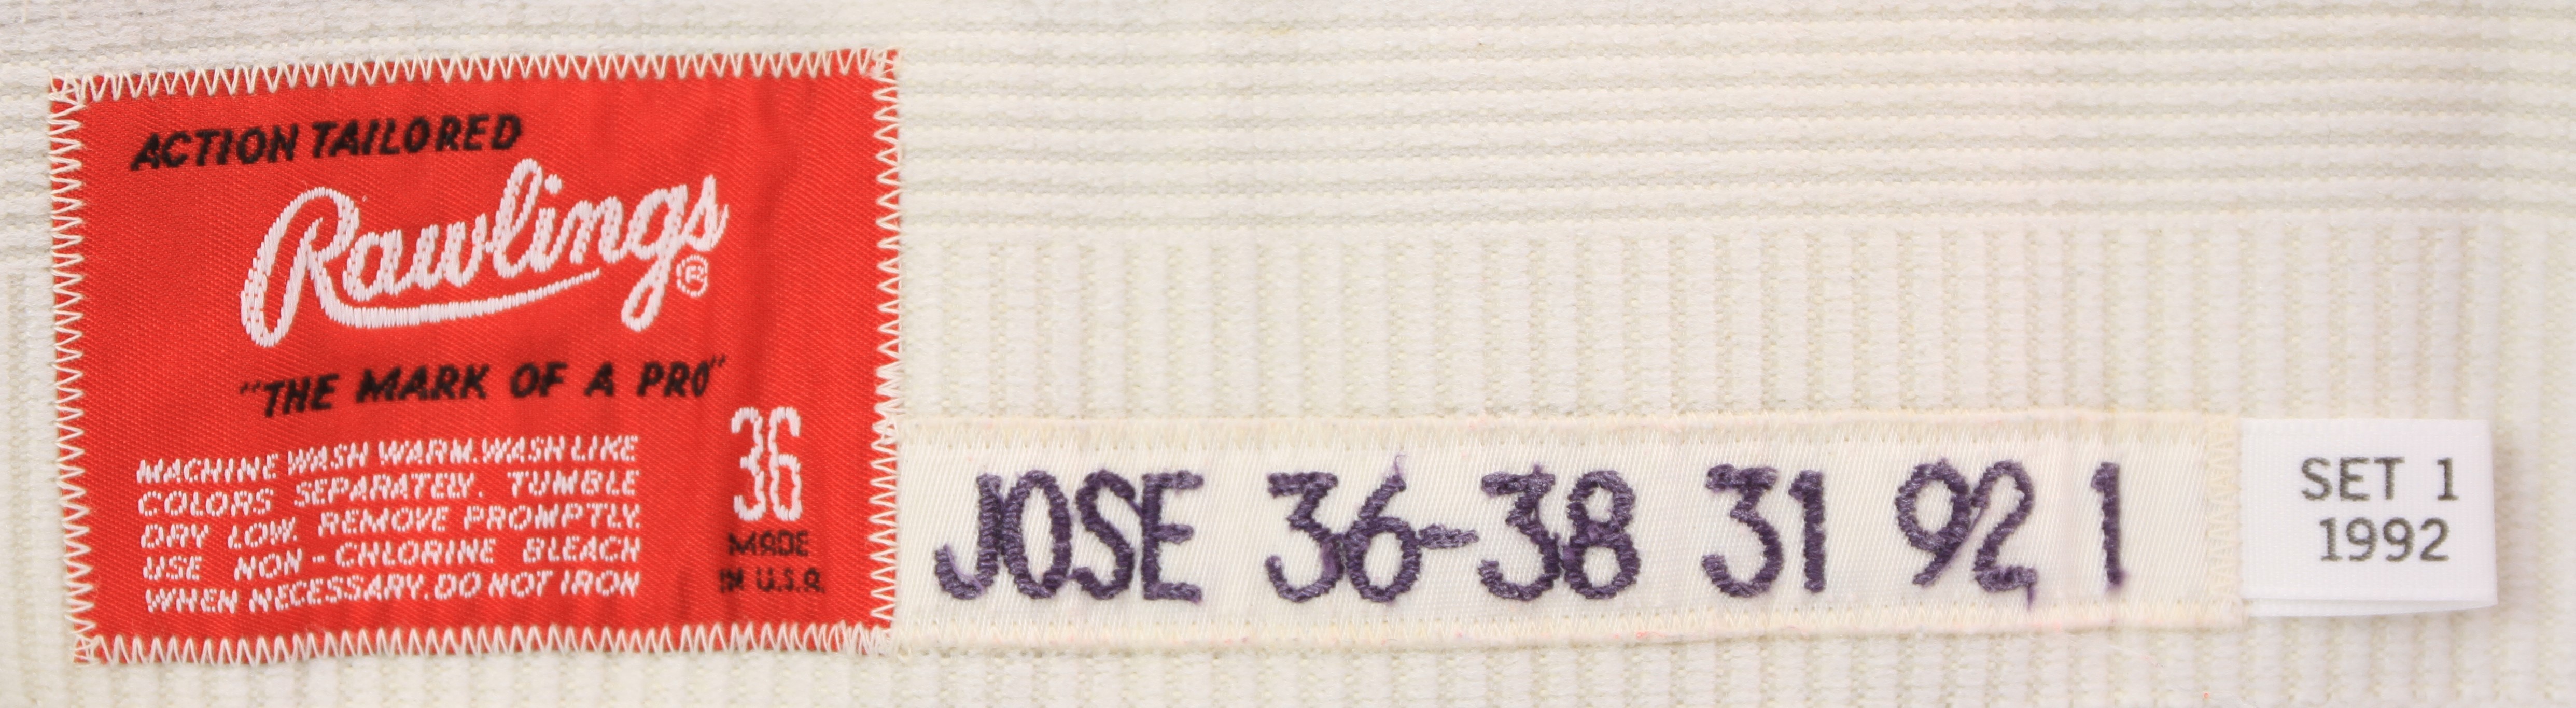 ACTION TAILORED
Rawlings®
"THE MARK OF A PRO"
MACHINE WASH WARM. WASH LIKE
COLORS SEPARATELY. TUMBLE
DRY LOW. REMOVE PROMPTLY.
USE NON-CHLORINE BLEACH
WHEN NECESSARY. DO NOT IRON
36
MADE
IN U.S.A.
JOSE 36-38 31 92 1
SET 1
1992